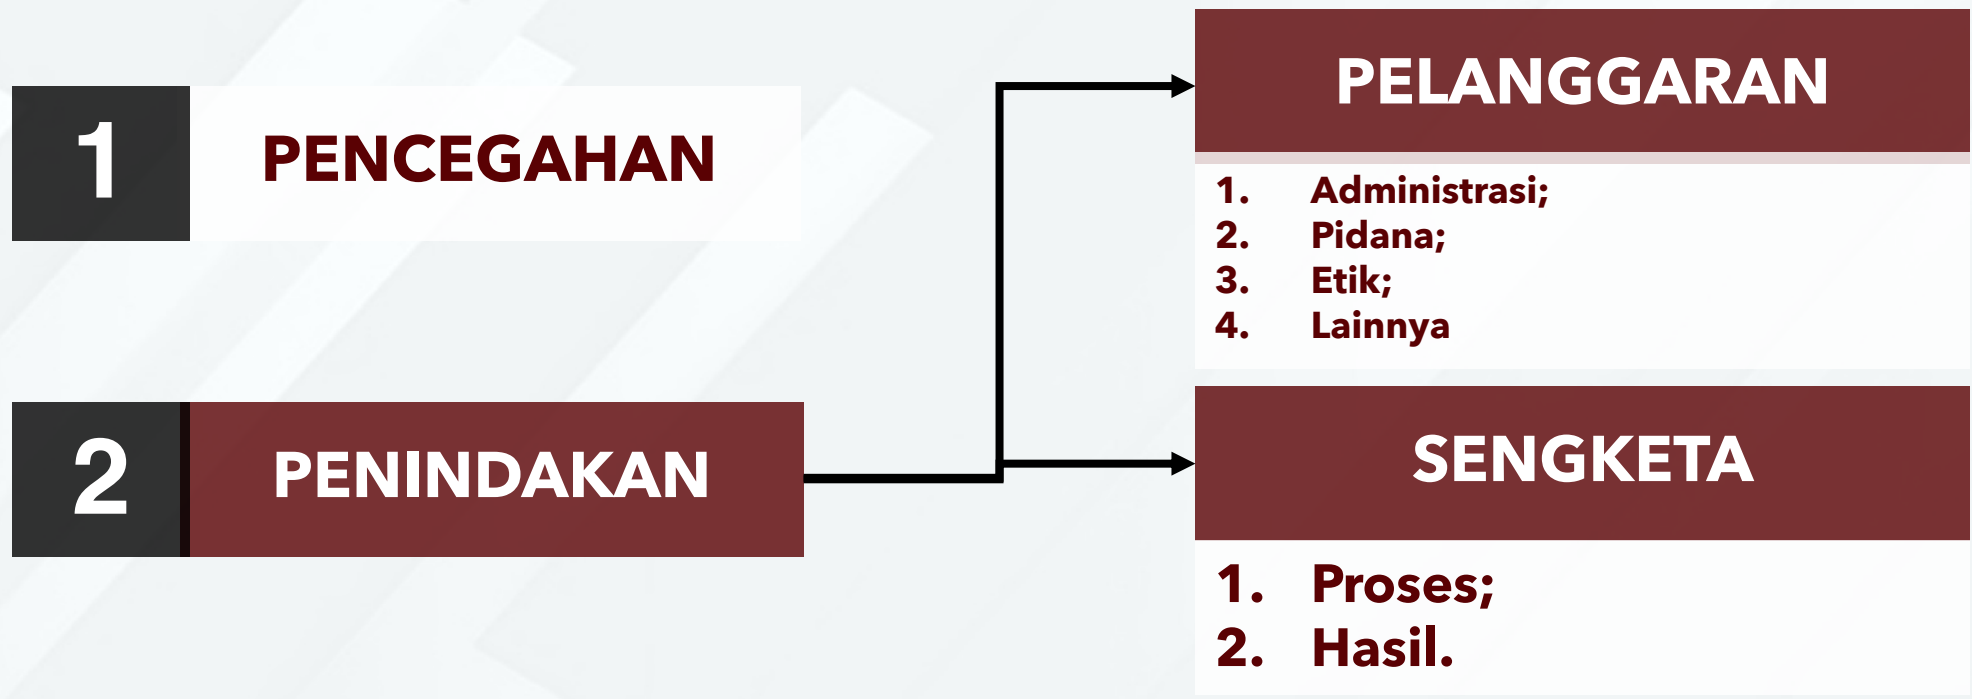 1 PENCEGAHAN
2 PENINDAKAN
PELANGGARAN
1. Administrasi;
2. Pidana;
3. Etik;
4. Lainnya
SENGKETA
1. Proses;
2. Hasil.